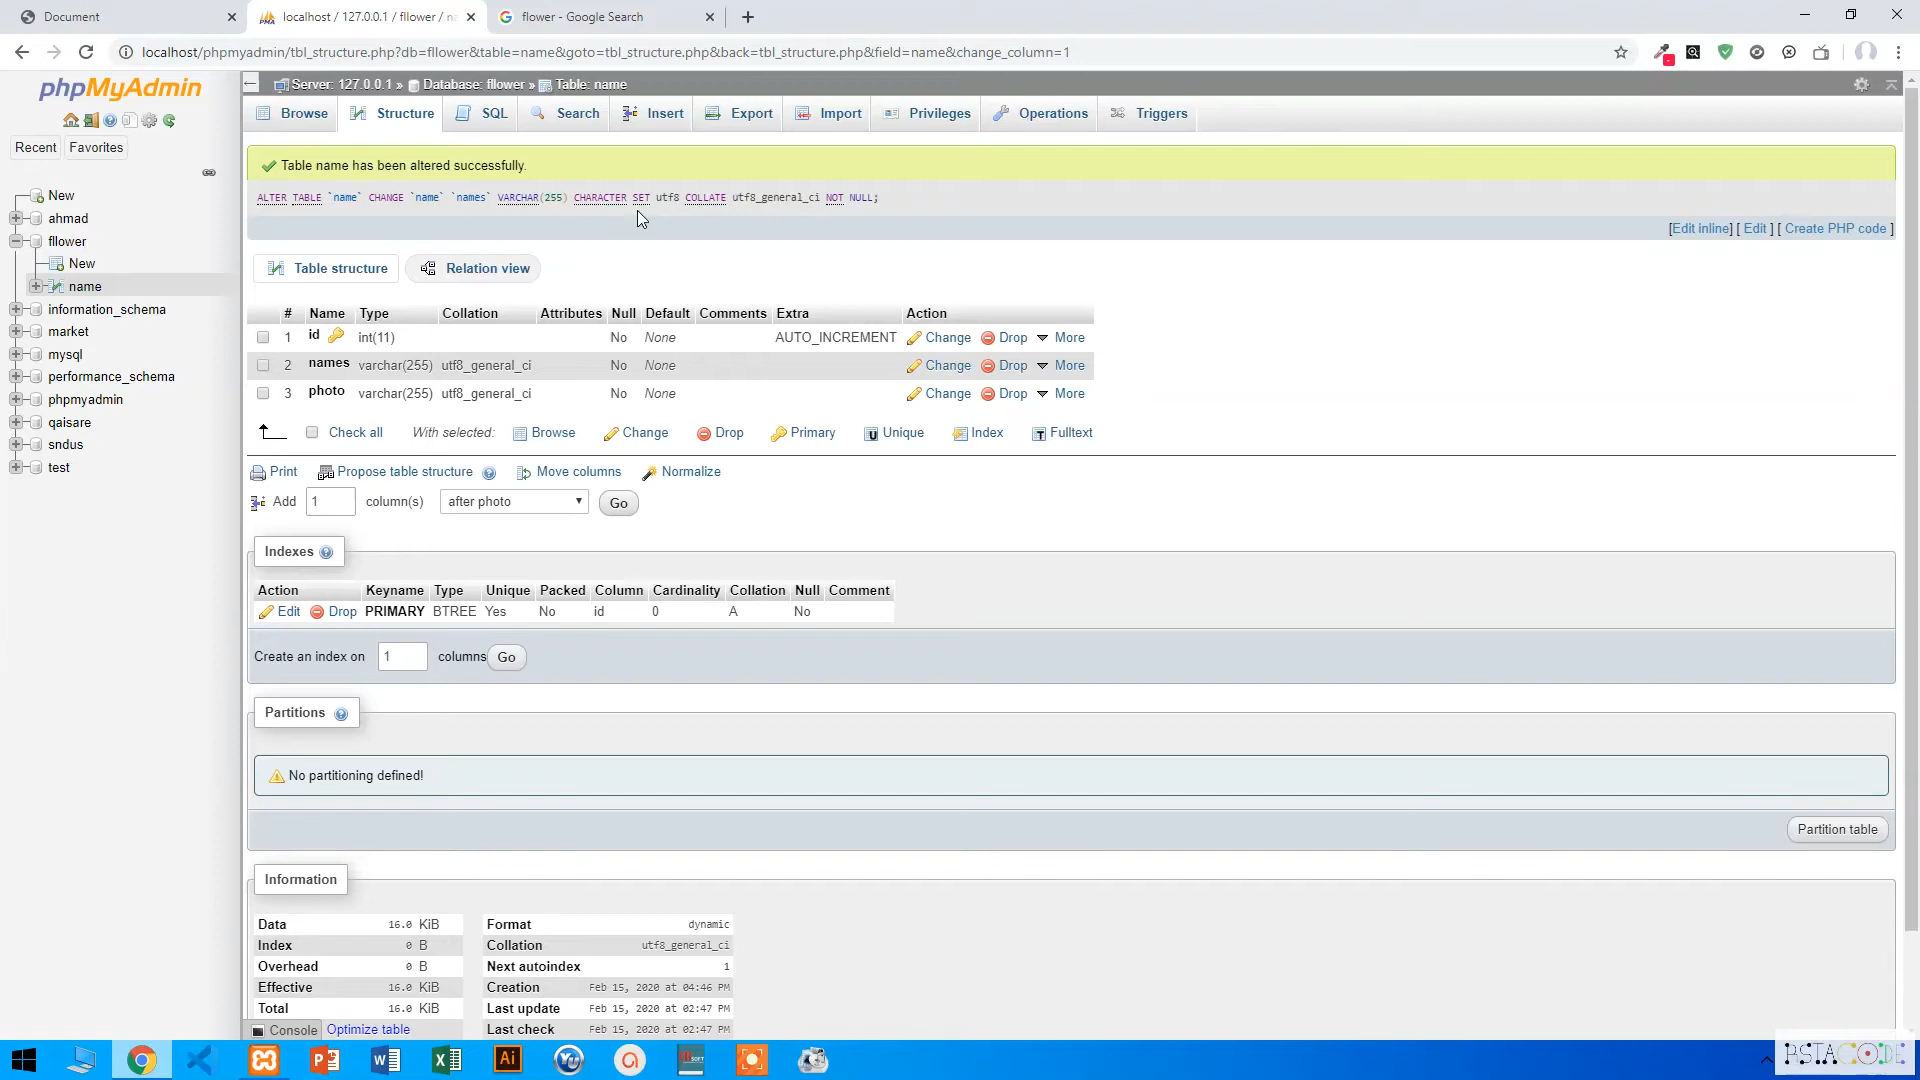 Document
localhost / 127.0.0.1 / fllower / na
flower - Google Search
localhost/phpmyadmin/tbl_structure.php?db=fllower&table=name&goto=tbl_structure.php&back=tbl_structure.php&field=name&change_column=1
phpMyAdmin
Recent Favorites
New
ahmad
fllower
New
name
information_schema
market
mysql
performance_schema
phpmyadmin
qaisare
sndus
test
Server: 127.0.0.1 » Database: fllower » Table: name
Browse Structure SQL Search Insert Export Import Privileges Operations Triggers
Table name has been altered successfully.
ALTER TABLE `name` CHANGE `name` `names` VARCHAR(255) CHARACTER SET utf8 COLLATE utf8_general_ci NOT NULL;
[Edit inline] [ Edit ] [ Create PHP code ]
Table structure Relation view
# Name Type Collation Attributes Null Default Comments Extra Action
1 id int(11) No None AUTO_INCREMENT Change Drop More
2 names varchar(255) utf8_general_ci No None Change Drop More
3 photo varchar(255) utf8_general_ci No None Change Drop More
Check all With selected: Browse Change Drop Primary Unique Index Fulltext
Print Propose table structure Move columns Normalize
Add 1 column(s) after photo Go
Indexes
Action Keyname Type Unique Packed Column Cardinality Collation Null Comment
Edit Drop PRIMARY BTREE Yes No id 0 A No
Create an index on 1 columns Go
Partitions
No partitioning defined!
Partition table
Information
Data 16.0 KiB
Index 0 B
Overhead 0 B
Effective 16.0 KiB
Total 16.0 KiB
Format dynamic
Collation utf8_general_ci
Next autoindex 1
Creation Feb 15, 2020 at 04:46 PM
Last update Feb 15, 2020 at 02:47 PM
Last check Feb 15, 2020 at 02:47 PM
Console Optimize table
RSTACODE